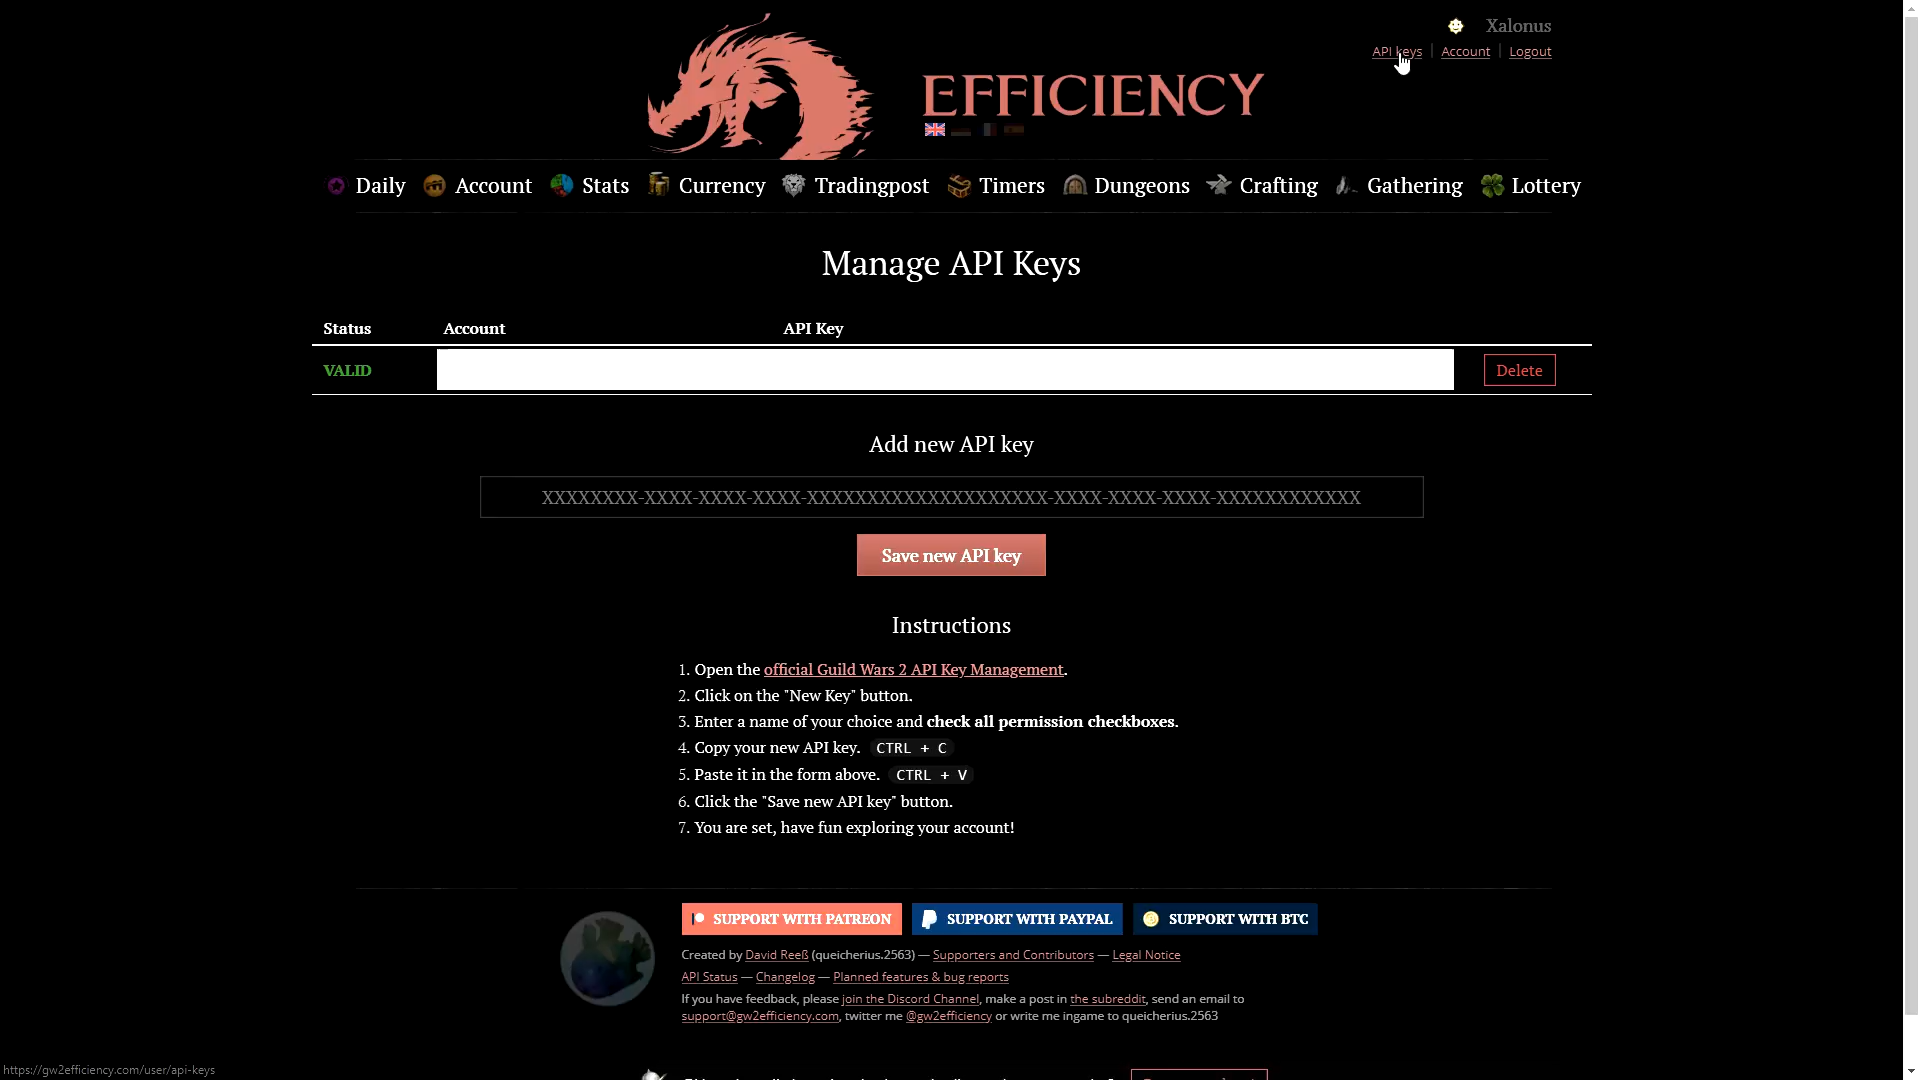 Xalonus
API keys | Account | Logout
EFFICIENCY
Daily Account Stats Currency Tradingpost Timers Dungeons Crafting Gathering Lottery
Manage API Keys
Status Account API Key
VALID Delete
Add new API key
XXXXXXXX-XXXX-XXXX-XXXX-XXXXXXXXXXXXXXXXXXXX-XXXX-XXXX-XXXX-XXXXXXXXXXXX
Save new API key
Instructions
1. Open the official Guild Wars 2 API Key Management.
2. Click on the "New Key" button.
3. Enter a name of your choice and check all permission checkboxes.
4. Copy your new API key. CTRL + C
5. Paste it in the form above. CTRL + V
6. Click the "Save new API key" button.
7. You are set, have fun exploring your account!
SUPPORT WITH PATREON SUPPORT WITH PAYPAL SUPPORT WITH BTC
Created by David Reeß (queicherius.2563) — Supporters and Contributors — Legal Notice
API Status — Changelog — Planned features & bug reports
If you have feedback, please join the Discord Channel, make a post in the subreddit, send an email to
support@gw2efficiency.com, twitter me @gw2efficiency or write me ingame to queicherius.2563
https://gw2efficiency.com/user/api-keys